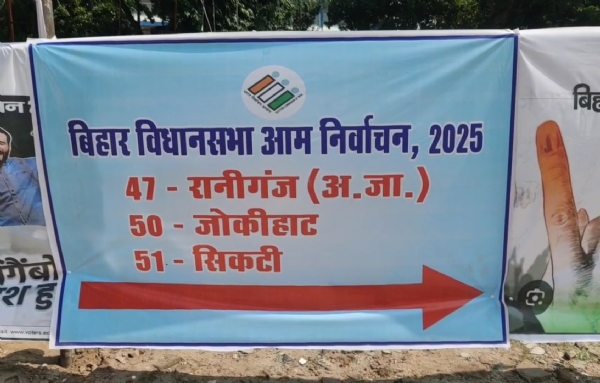 बिहार विधानसभा आम निर्वाचन, 2025
47 - रानीगंज (अ.जा.)
50 - जोकीहाट
51 - सिकटी